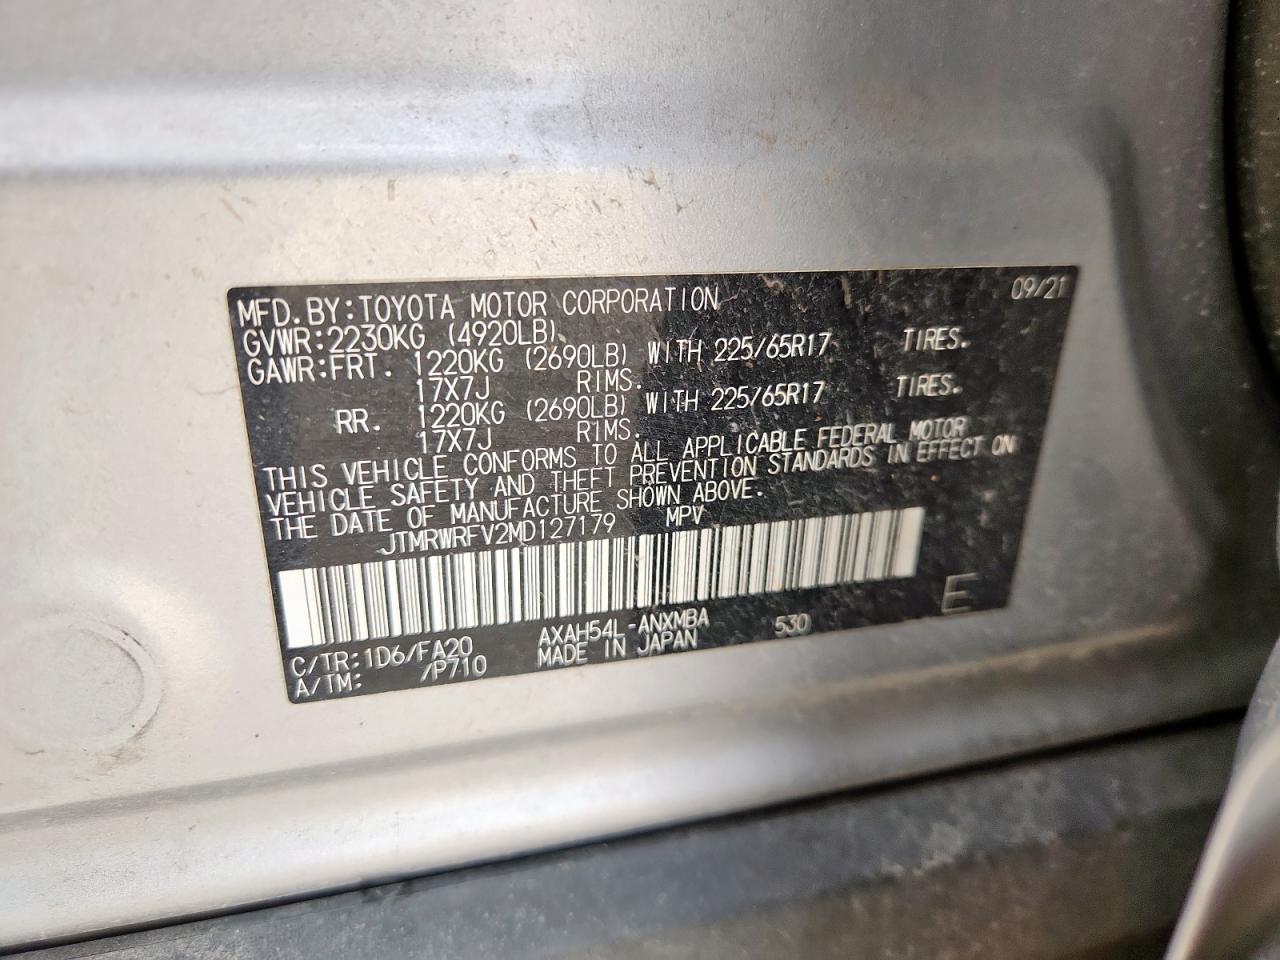 09/21
MFD.BY:TOYOTA MOTOR CORPORATION
GVWR:2230KG (4920LB)
GAWR:FRT. 1220KG (2690LB) WITH 225/65R17 TIRES.
17X7J RIMS.
RR. 1220KG (2690LB) WITH 225/65R17 TIRES.
17X7J RIMS.
THIS VEHICLE CONFORMS TO ALL APPLICABLE FEDERAL MOTOR
VEHICLE SAFETY AND THEFT PREVENTION STANDARDS IN EFFECT ON
THE DATE OF MANUFACTURE SHOWN ABOVE.
JTMRWRFV2MD127179 MPV
C/TR:1D6/FA20 AXAH54L-ANXMBA 530 E
A/TM: /P710 MADE IN JAPAN